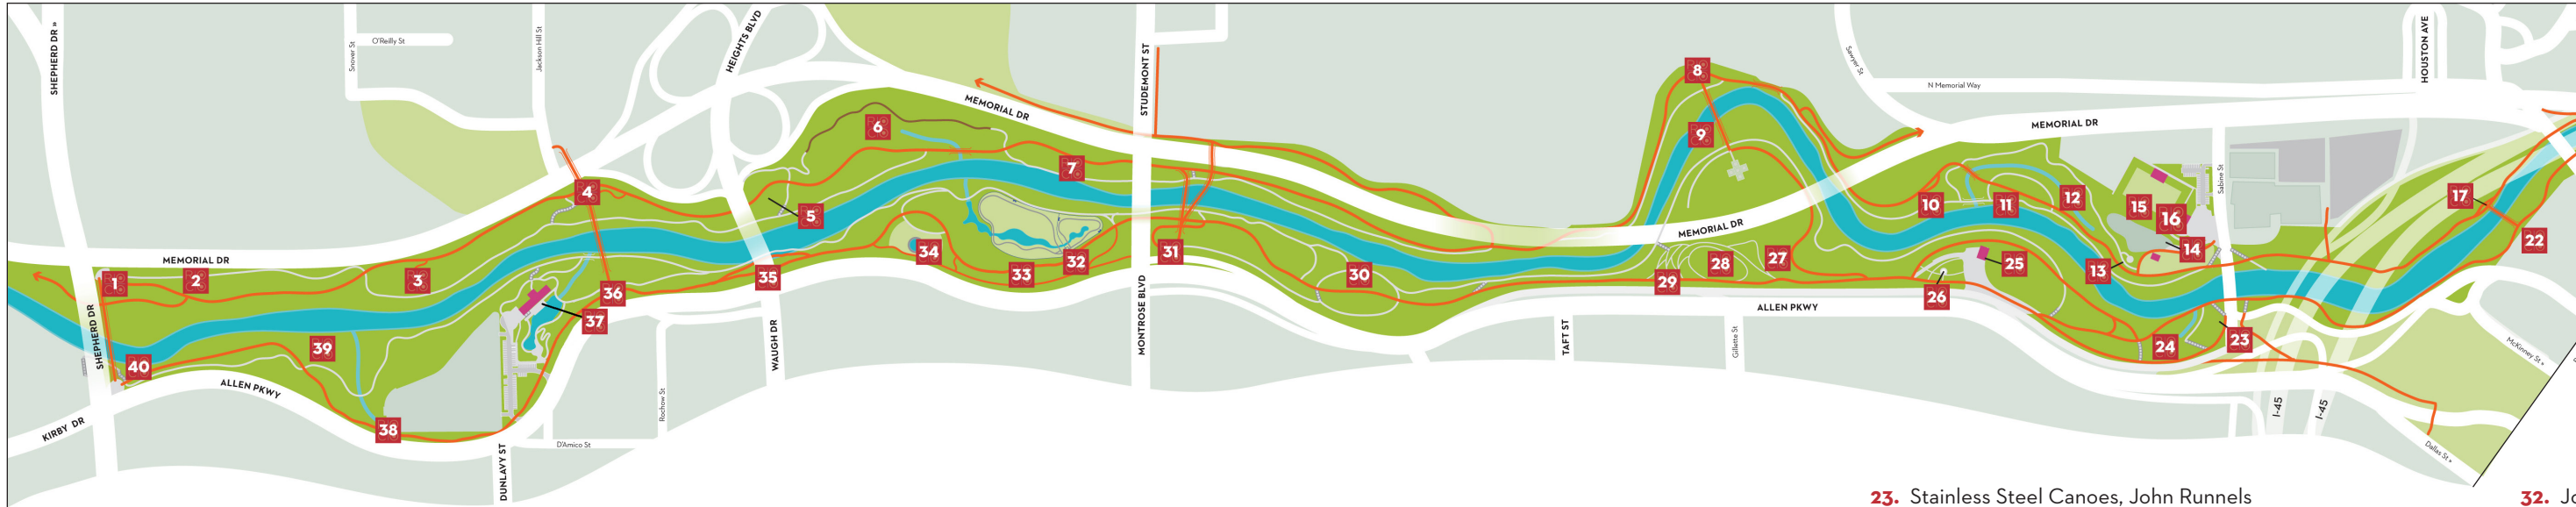 SHEPHERD DR »
Snover St
O'Reilly St
Jackson Hill St
HEIGHTS BLVD
MEMORIAL DR
STUDEMONT ST
Sawyer St
N Memorial Way
HOUSTON AVE
MEMORIAL DR
Sabine St
8
9
6
7
4
5
10
11
12
15
16
17
22
14
13
MEMORIAL DR
1
2
3
MEMORIAL DR
34
33
32
31
30
29
28
27
25
26
35
36
37
ALLEN PKWY
24
23
SHEPHERD DR
39
40
38
ALLEN PKWY
KIRBY DR
DUNLAVY ST
D'Amico St
Rochow St
WAUGH DR
MONTROSE BLVD
TAFT ST
Gillette St
I-45
I-45
McKinney St »
Dallas St »
23. Stainless Steel Canoes, John Runnels
32.